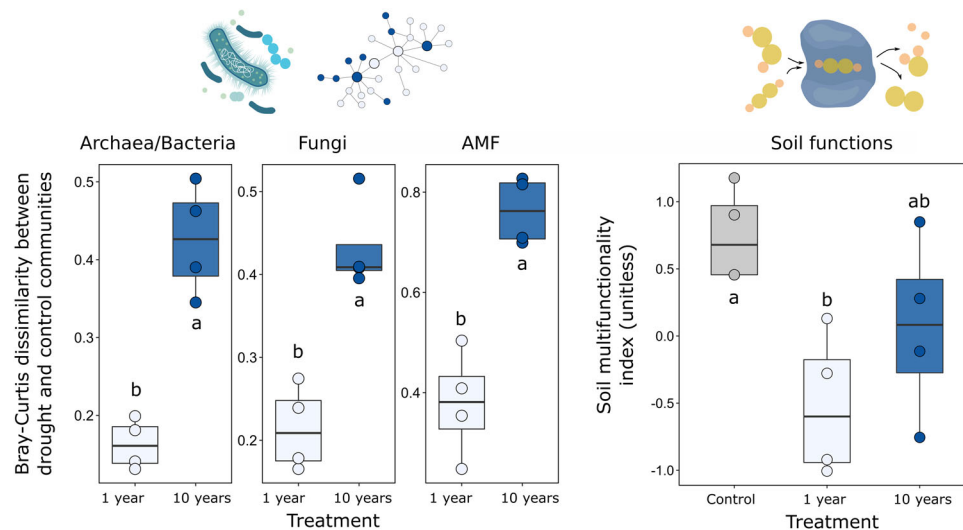 Archaea/Bacteria
Fungi
AMF
Soil functions
Bray-Curtis dissimilarity between
drought and control communities
0.5
0.4
0.3
0.2
b
a
1 year
10 years
0.5
0.4
0.3
0.2
b
a
1 year
10 years
0.8
0.6
0.4
b
a
1 year
10 years
Treatment
Soil multifunctionality
index (unitless)
1.0
0.5
0.0
-0.5
-1.0
a
b
ab
Control
1 year
10 years
Treatment